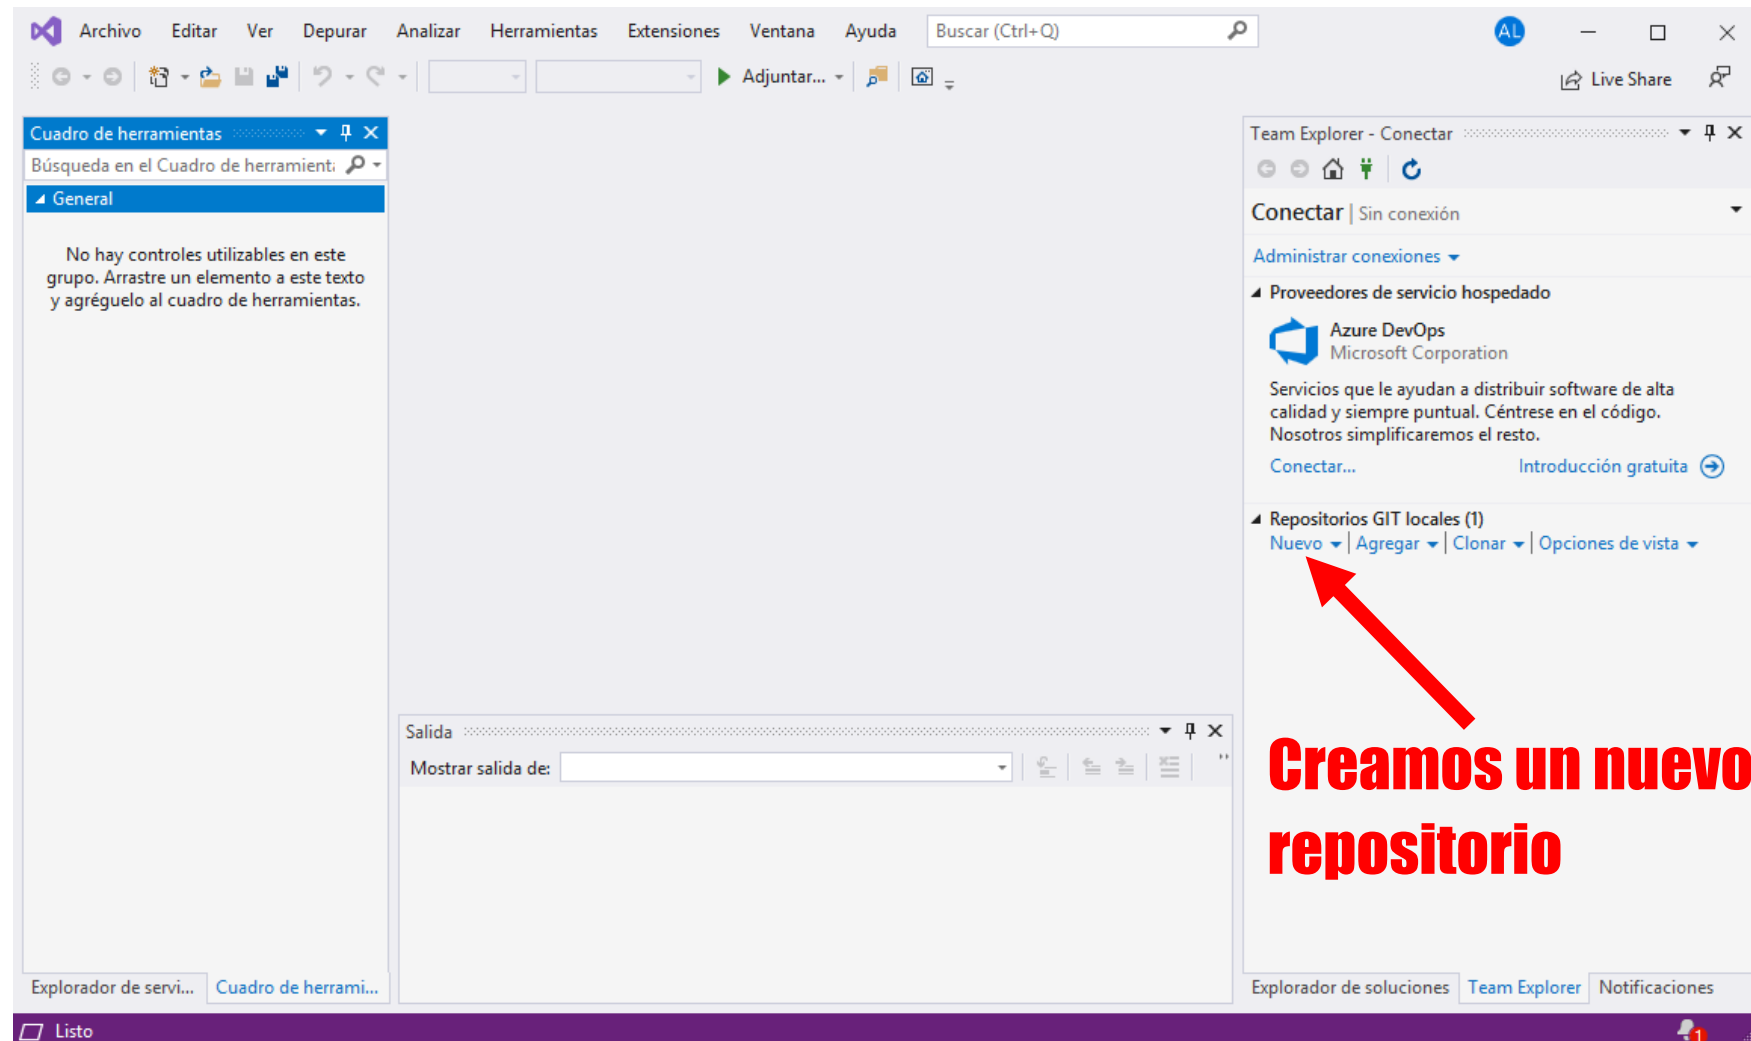 Archivo Editar Ver Depurar Analizar Herramientas Extensiones Ventana Ayuda Buscar (Ctrl+Q) AL
Adjuntar... Live Share
Cuadro de herramientas
Búsqueda en el Cuadro de herramient
General
No hay controles utilizables en este
grupo. Arrastre un elemento a este texto
y agréguelo al cuadro de herramientas.
Explorador de servi... Cuadro de herrami...
Salida
Mostrar salida de:
Team Explorer - Conectar
Conectar | Sin conexión
Administrar conexiones
Proveedores de servicio hospedado
Azure DevOps
Microsoft Corporation
Servicios que le ayudan a distribuir software de alta
calidad y siempre puntual. Céntrese en el código.
Nosotros simplificaremos el resto.
Conectar... Introducción gratuita
Repositorios GIT locales (1)
Nuevo | Agregar | Clonar | Opciones de vista
Creamos un nuevo
repositorio
Explorador de soluciones Team Explorer Notificaciones
Listo 1